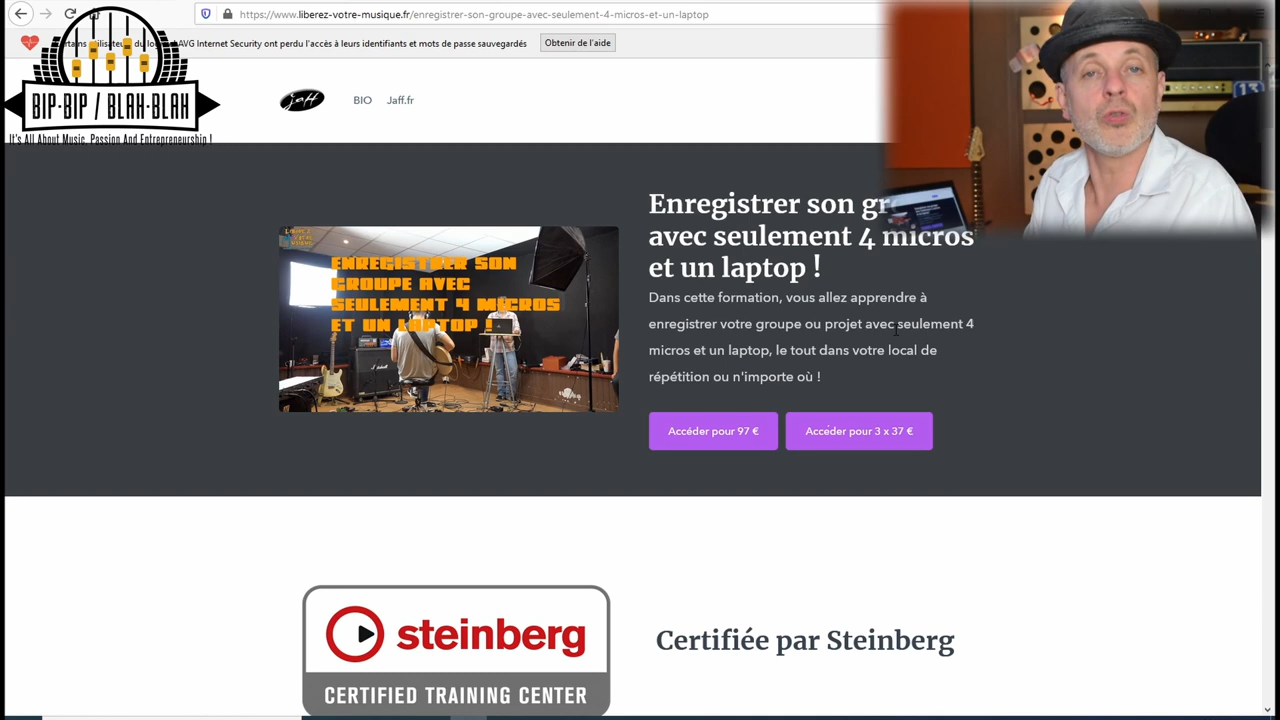 https://www.liberez-votre-musique.fr/enregistrer-son-groupe-avec-seulement-4-micros-et-un-laptop
AVG Internet Security ont perdu l'accès à leurs identifiants et mots de passe sauvegardés
Obtenir de l'aide
BIP·BIP / BLAH·BLAH
It's All About Music, Passion And Entrepreneurship !
jaff
BIO
Jaff.fr
13
Enregistrer son gr
avec seulement 4 micros
et un laptop !
ENREGISTRER SON
GROUPE AVEC
SEULEMENT 4 MICROS
ET UN LAPTOP !
Dans cette formation, vous allez apprendre à
enregistrer votre groupe ou projet avec seulement 4
micros et un laptop, le tout dans votre local de
répétition ou n'importe où !
Accéder pour 97 €
Accéder pour 3 x 37 €
steinberg
CERTIFIED TRAINING CENTER
Certifiée par Steinberg